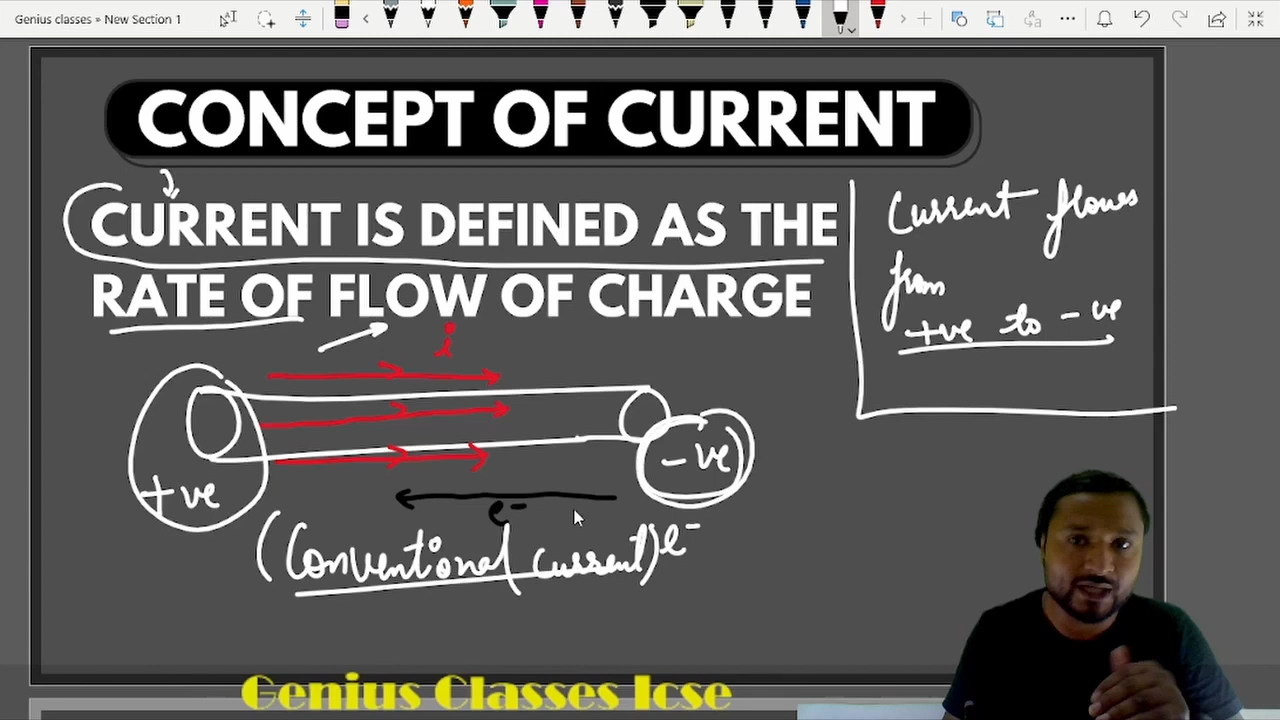 Genius classes » New Section 1
CONCEPT OF CURRENT
CURRENT IS DEFINED AS THE
RATE OF FLOW OF CHARGE
Current flows
from
+ve to -ve
i
+ve
-ve
e⁻
(Conventional current) e⁻
Genius Classes Icse